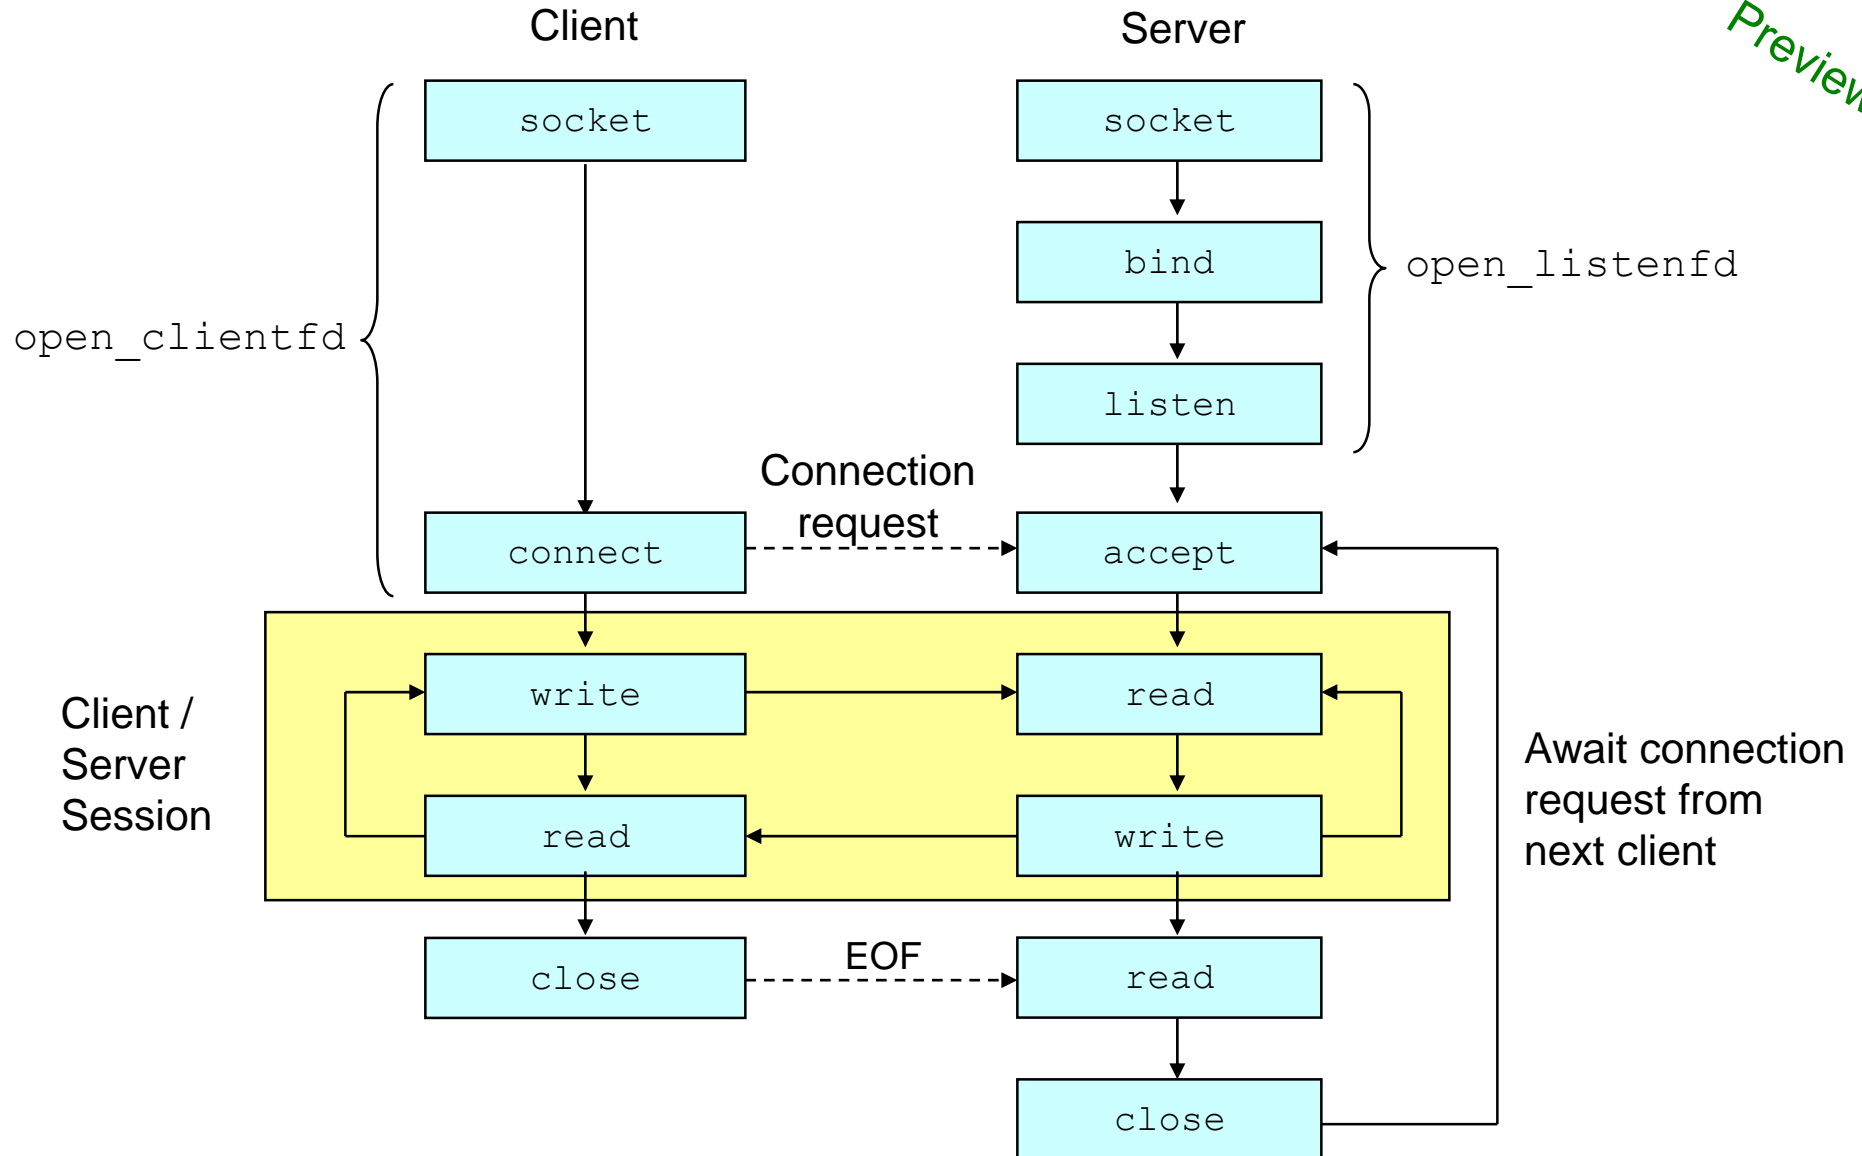 Client
Server
Preview
socket
socket
bind
open_listenfd
open_clientfd
listen
Connection
request
connect
accept
Client /
Server
Session
write
read
Await connection
request from
next client
read
write
EOF
close
read
close